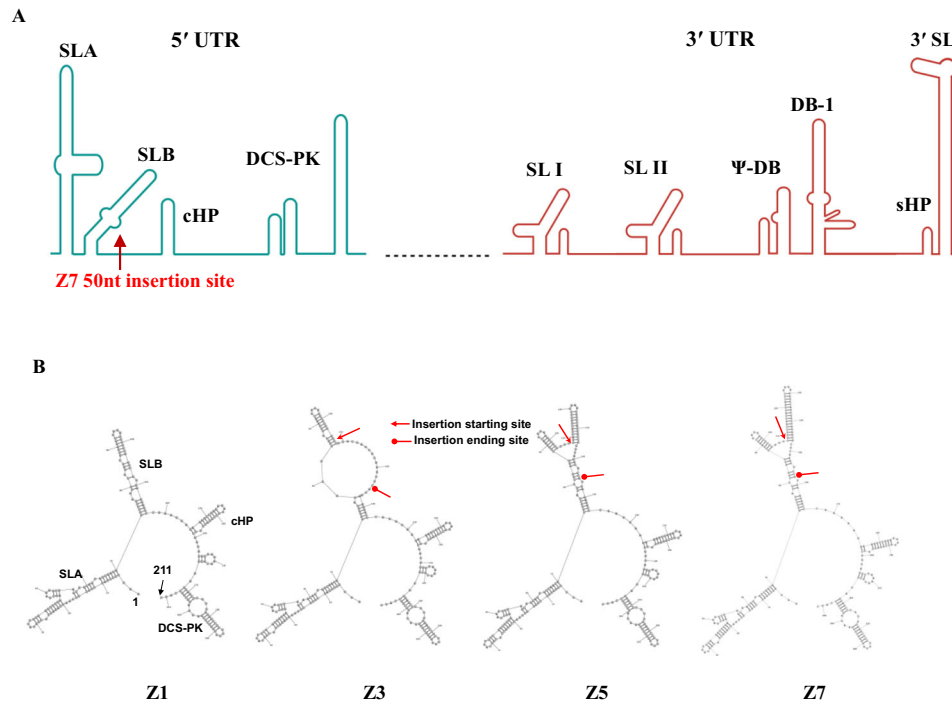 A
5′ UTR
3′ UTR
3′ SL
SLA
DB-1
SLB
DCS-PK
SL I
SL II
Ψ-DB
cHP
sHP
Z7 50nt insertion site
B
Insertion starting site
Insertion ending site
SLB
cHP
SLA
211
1
DCS-PK
Z1
Z3
Z5
Z7